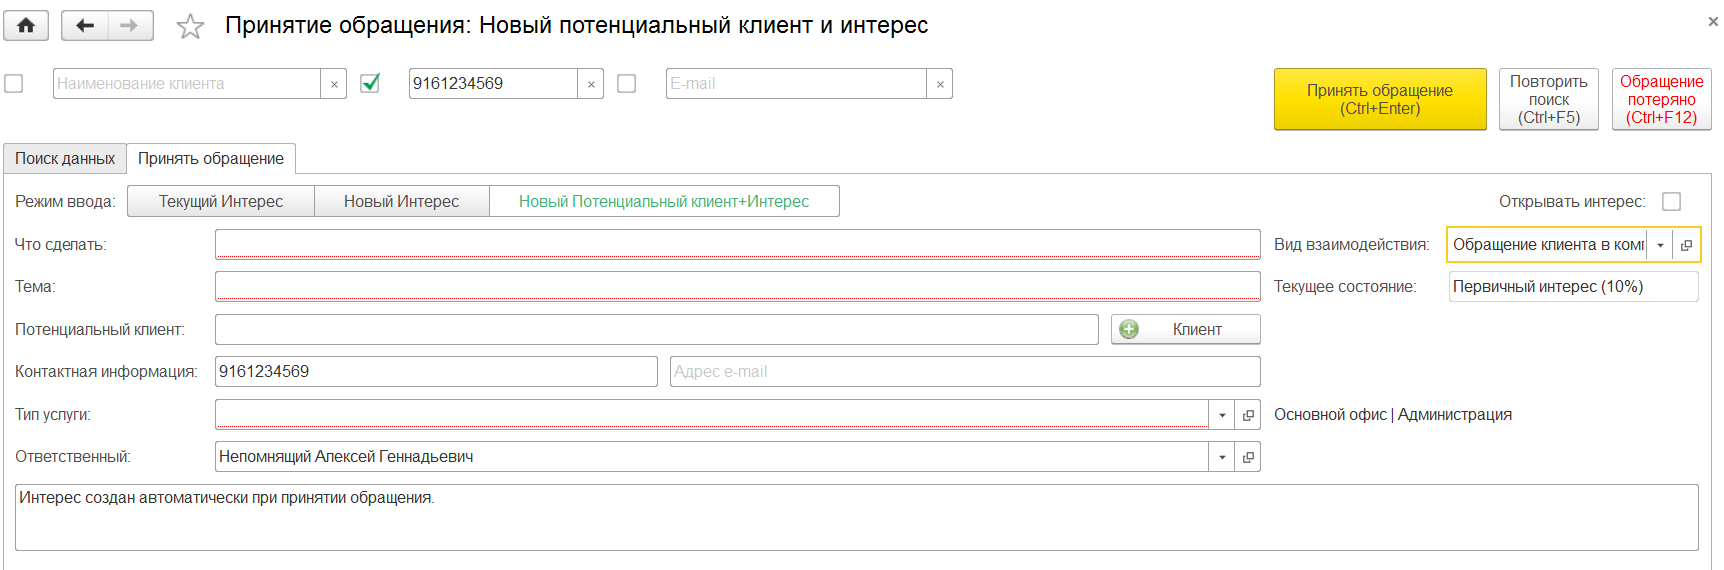 Принятие обращения: Новый потенциальный клиент и интерес
Наименование клиента
9161234569
E-mail
Принять обращение
(Ctrl+Enter)
Повторить
поиск
(Ctrl+F5)
Обращение
потеряно
(Ctrl+F12)
Поиск данных
Принять обращение
Режим ввода:
Текущий Интерес
Новый Интерес
Новый Потенциальный клиент+Интерес
Открывать интерес:
Что сделать:
Вид взаимодействия:
Обращение клиента в ком
Тема:
Текущее состояние:
Первичный интерес (10%)
Потенциальный клиент:
Клиент
Контактная информация:
9161234569
Адрес e-mail
Тип услуги:
Основной офис | Администрация
Ответственный:
Непомнящий Алексей Геннадьевич
Интерес создан автоматически при принятии обращения.